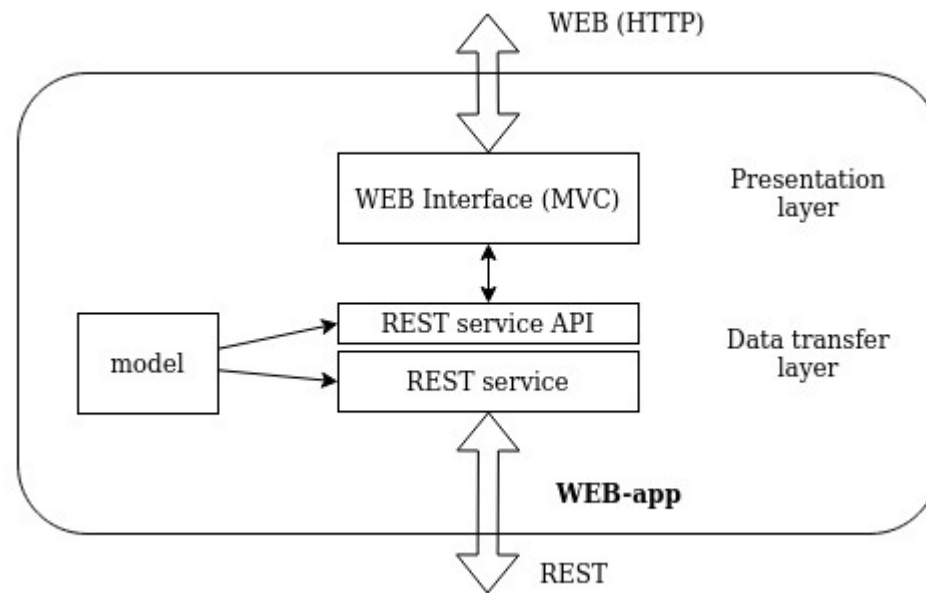 WEB (HTTP)
WEB Interface (MVC)
Presentation
layer
REST service API
model
REST service
Data transfer
layer
WEB-app
REST